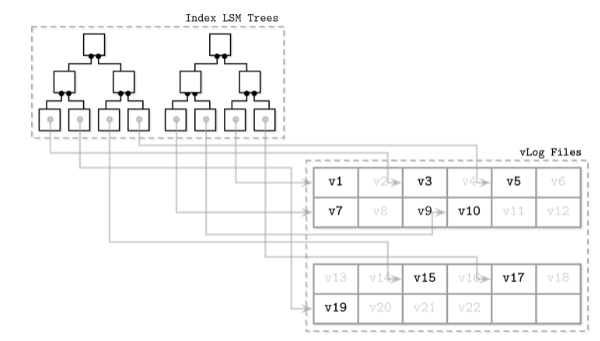 Index LSM Trees
vLog Files
v1 v2 v3 v4 v5 v6
v7 v8 v9 v10 v11 v12
v13 v14 v15 v16 v17 v18
v19 v20 v21 v22